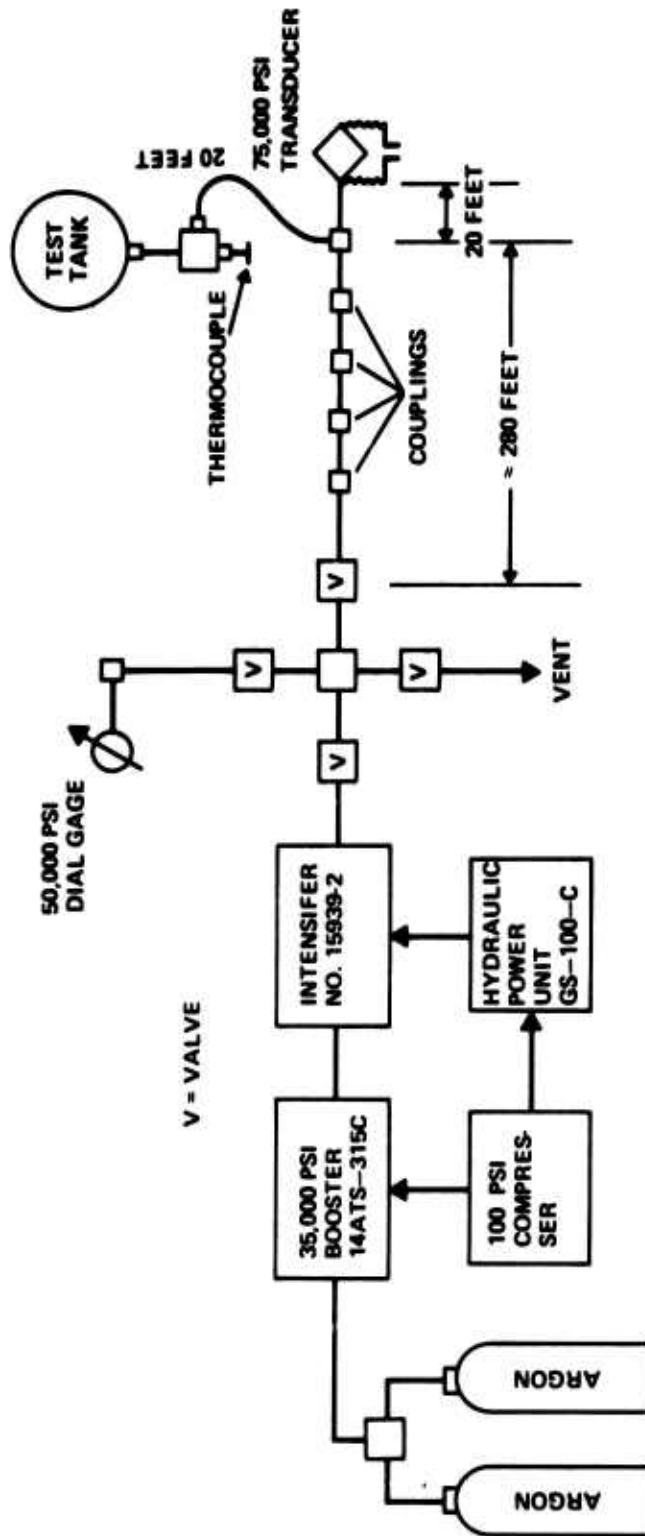 TEST
TANK
20 FEET
THERMOCOUPLE
75,000 PSI
TRANSDUCER
20 FEET
COUPLINGS
≈ 280 FEET
50,000 PSI
DIAL GAGE
V
V
V
V
VENT
V = VALVE
INTENSIFER
NO. 15939-2
HYDRAULIC
POWER
UNIT
GS-100-C
35,000 PSI
BOOSTER
14ATS-315C
100 PSI
COMPRES-
SER
ARGON
ARGON